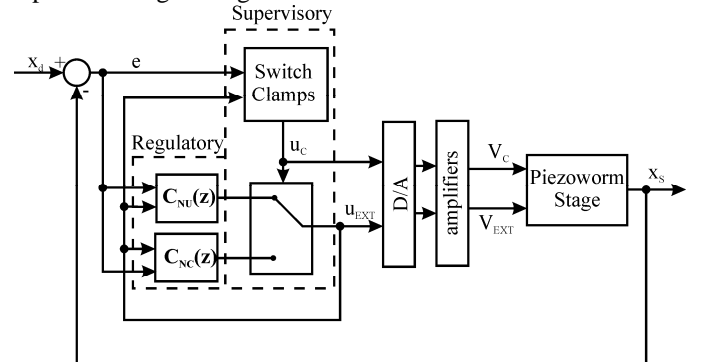 Supervisory
x_d
+
-
e
Switch
Clamps
Regulatory
u_C
C_NU(z)
C_NC(z)
u_EXT
D/A
amplifiers
V_C
V_EXT
Piezoworm
Stage
x_S